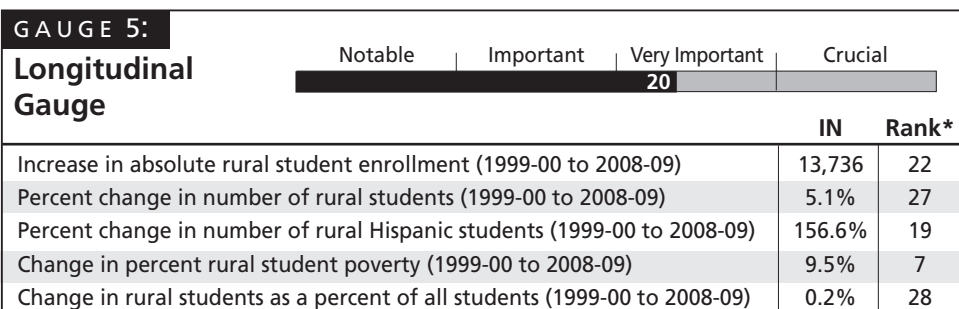 GAUGE 5:
Longitudinal
Gauge
Notable Important Very Important Crucial
20
IN Rank*
Increase in absolute rural student enrollment (1999-00 to 2008-09) 13,736 22
Percent change in number of rural students (1999-00 to 2008-09) 5.1% 27
Percent change in number of rural Hispanic students (1999-00 to 2008-09) 156.6% 19
Change in percent rural student poverty (1999-00 to 2008-09) 9.5% 7
Change in rural students as a percent of all students (1999-00 to 2008-09) 0.2% 28